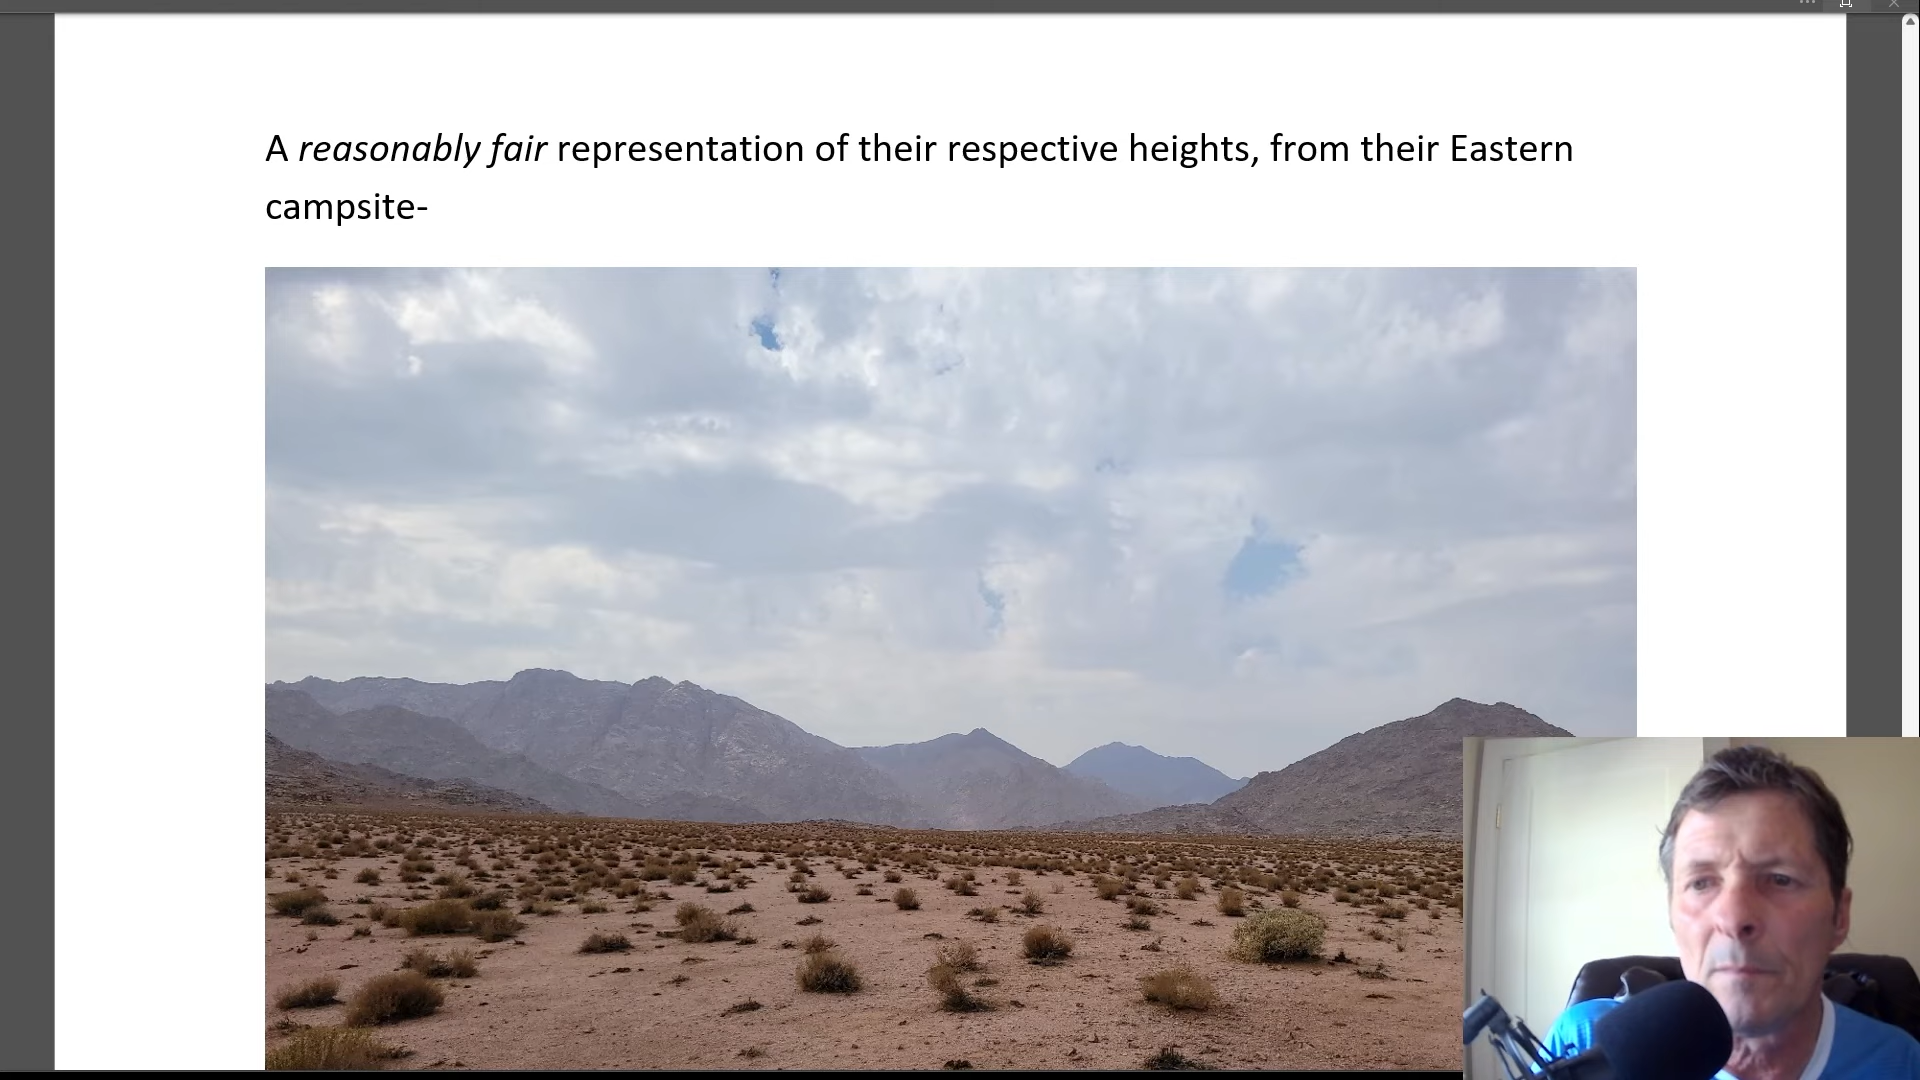 A reasonably fair representation of their respective heights, from their Eastern
campsite-